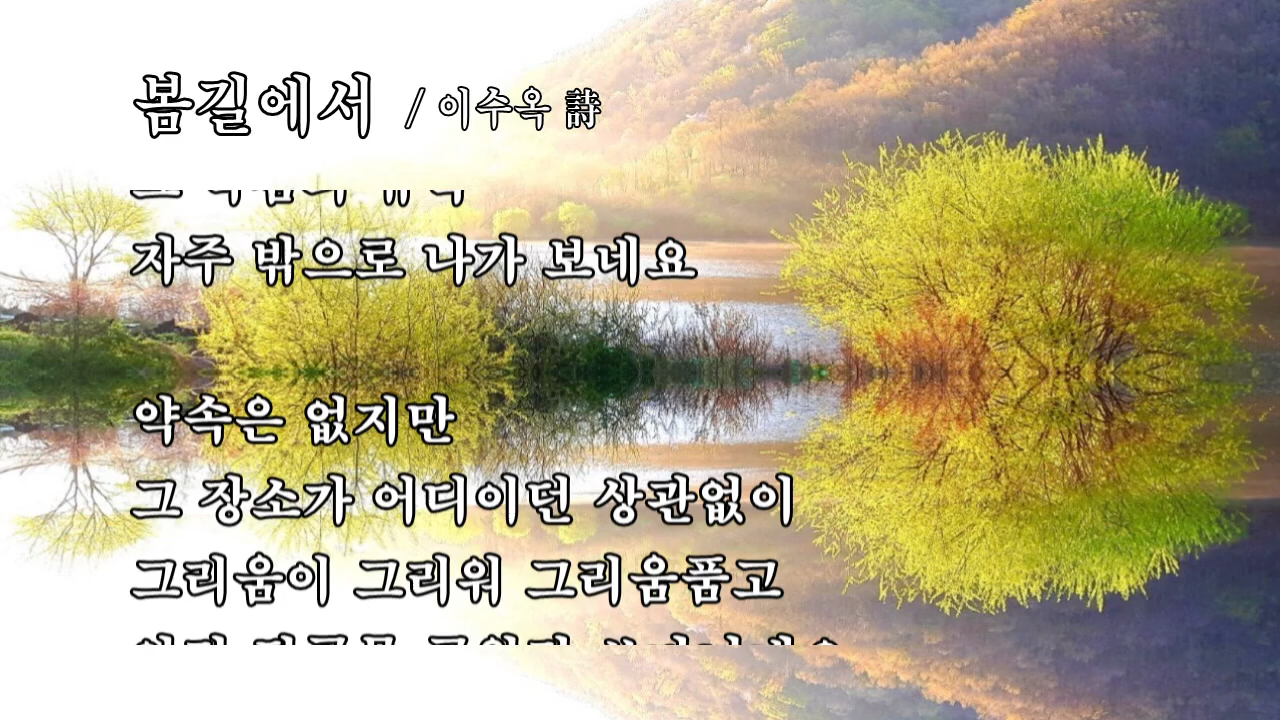 봄길에서 / 이수옥 詩
자주 밖으로 나가 보네요
약속은 없지만
그 장소가 어디이던 상관없이
그리움이 그리워 그리움품고